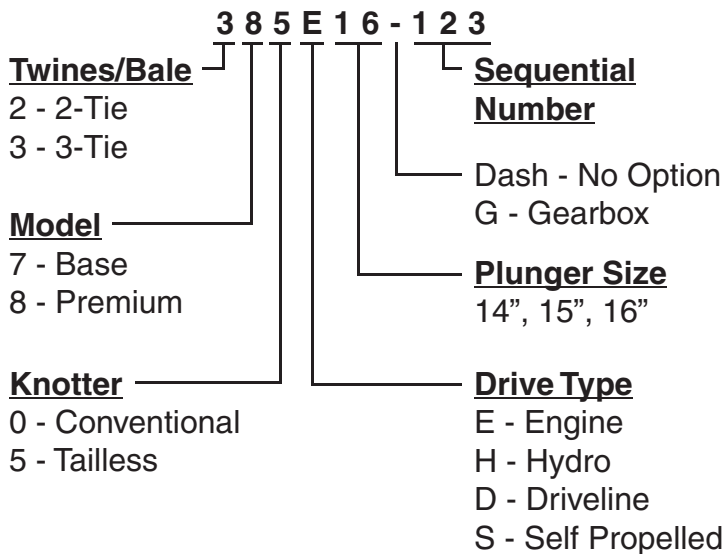 3 8 5 E 1 6 - 1 2 3
Twines/Bale
2 - 2-Tie
3 - 3-Tie
Model
7 - Base
8 - Premium
Knotter
0 - Conventional
5 - Tailless
Sequential
Number
Dash - No Option
G - Gearbox
Plunger Size
14”, 15”, 16”
Drive Type
E - Engine
H - Hydro
D - Driveline
S - Self Propelled